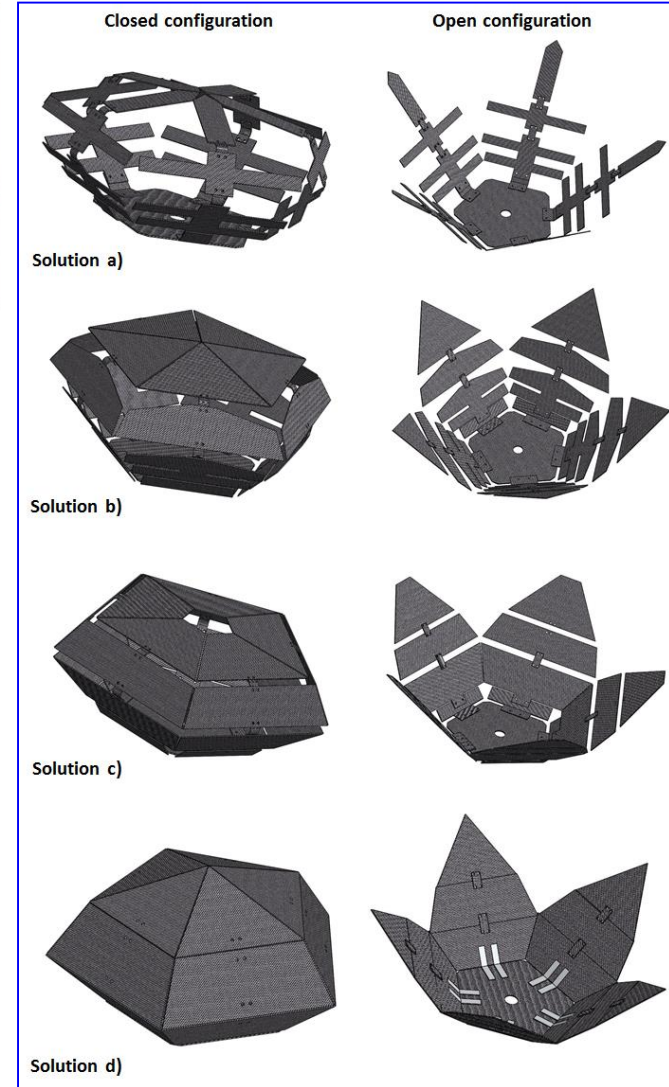 Closed configuration
Open configuration
Solution a)
Solution b)
Solution c)
Solution d)